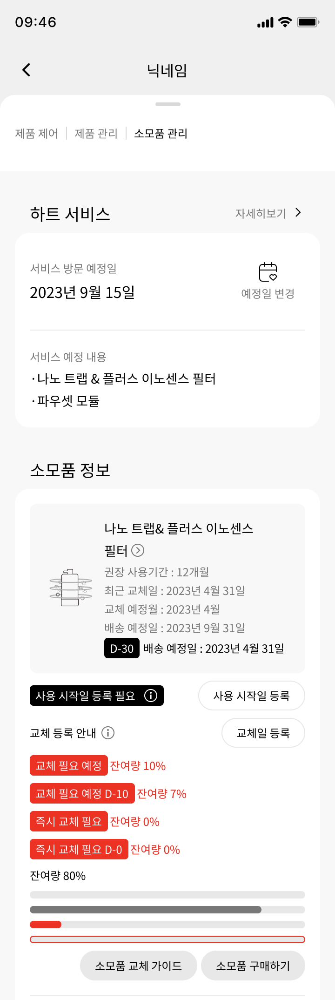 09:46
닉네임
제품 제어 제품 관리 소모품 관리
하트 서비스 자세히보기
서비스 방문 예정일
2023년 9월 15일 예정일 변경
서비스 예정 내용
·나노 트랩 & 플러스 이노센스 필터
·파우셋 모듈
소모품 정보
나노 트랩& 플러스 이노센스
필터
권장 사용기간 : 12개월
최근 교체일 : 2023년 4월 31일
교체 예정월 : 2023년 4월
배송 예정일 : 2023년 9월 31일
D-30 배송 예정일 : 2023년 4월 31일
사용 시작일 등록 필요 사용 시작일 등록
교체 등록 안내 교체일 등록
교체 필요 예정 잔여량 10%
교체 필요 예정 D-10 잔여량 7%
즉시 교체 필요 잔여량 0%
즉시 교체 필요 D-0 잔여량 0%
잔여량 80%
소모품 교체 가이드 소모품 구매하기